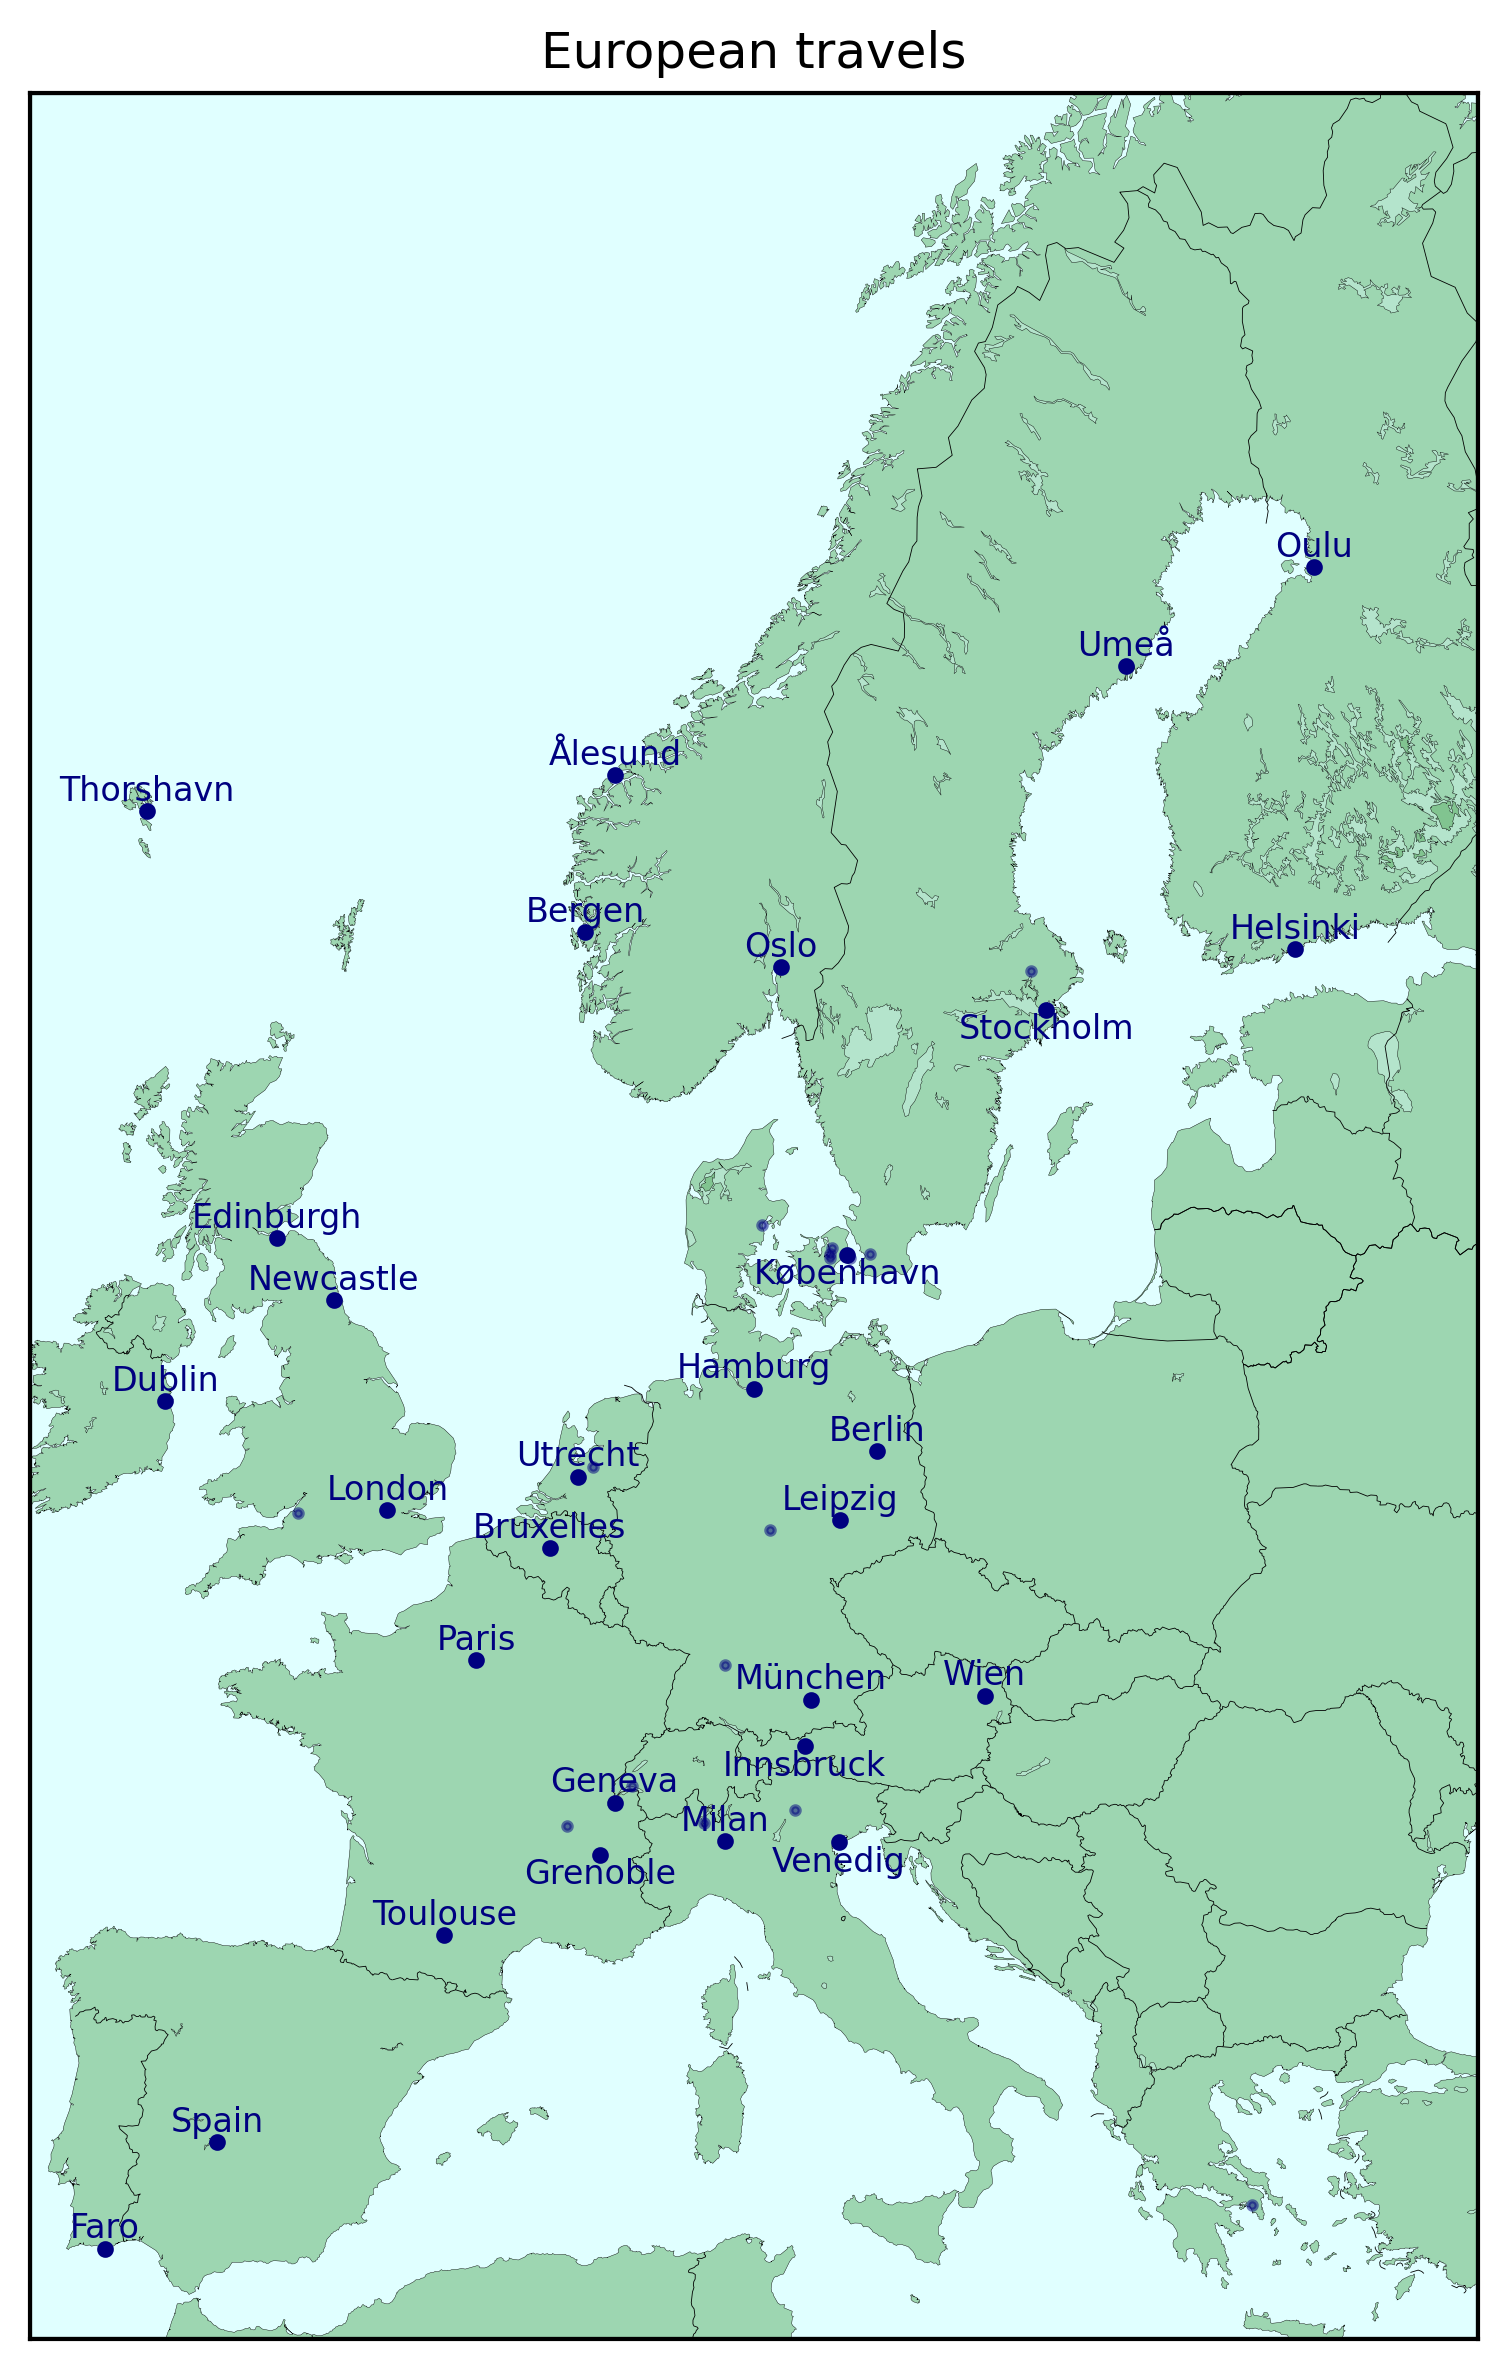 European travels
Oulu
Umeå
Ålesund
Thorshavn
Bergen
Helsinki
Oslo
Stockholm
Edinburgh
København
Newcastle
Hamburg
Dublin
Berlin
Utrecht
London
Leipzig
Bruxelles
Paris
München
Wien
Innsbruck
Geneva
Milan
Venedig
Grenoble
Toulouse
Spain
Faro